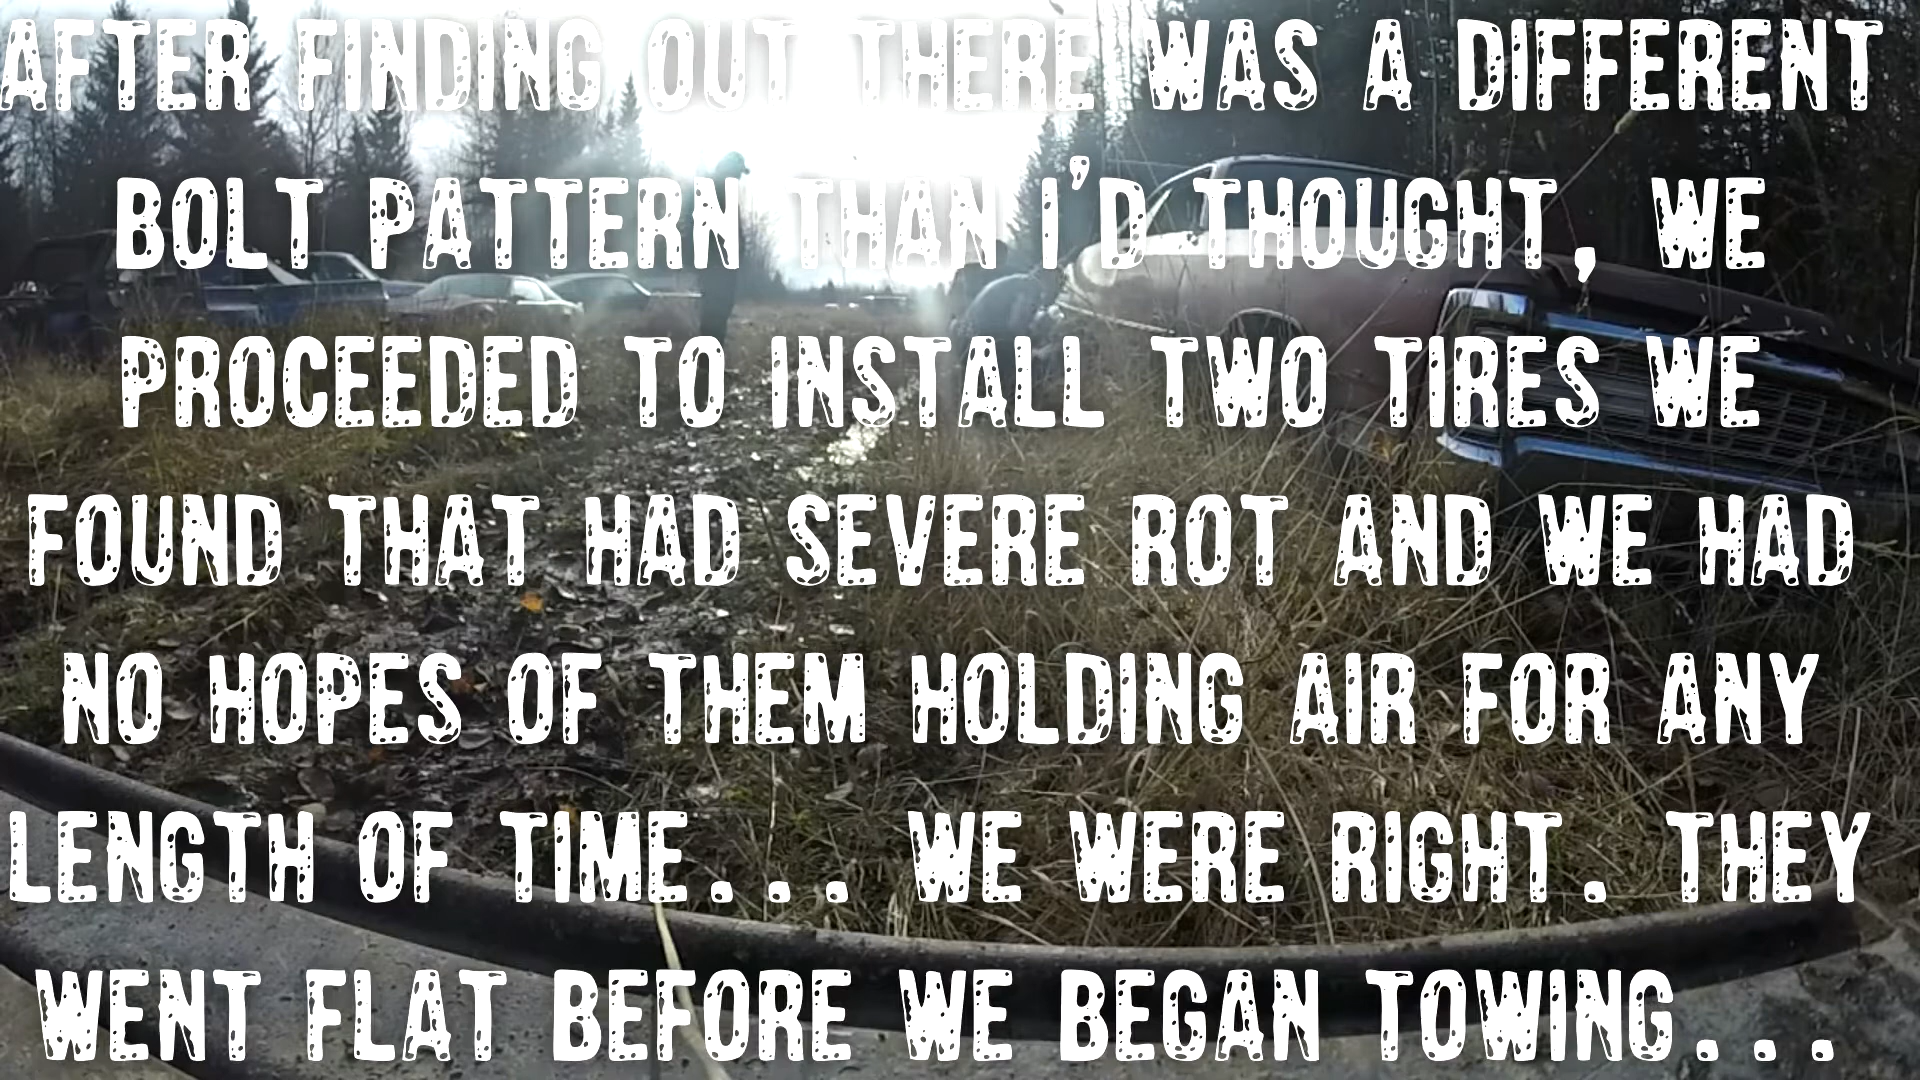 AFTER FINDING OUT THERE WAS A DIFFERENT
BOLT PATTERN THAN I'D THOUGHT, WE
PROCEEDED TO INSTALL TWO TIRES WE
FOUND THAT HAD SEVERE ROT AND WE HAD
NO HOPES OF THEM HOLDING AIR FOR ANY
LENGTH OF TIME... WE WERE RIGHT. THEY
WENT FLAT BEFORE WE BEGAN TOWING...